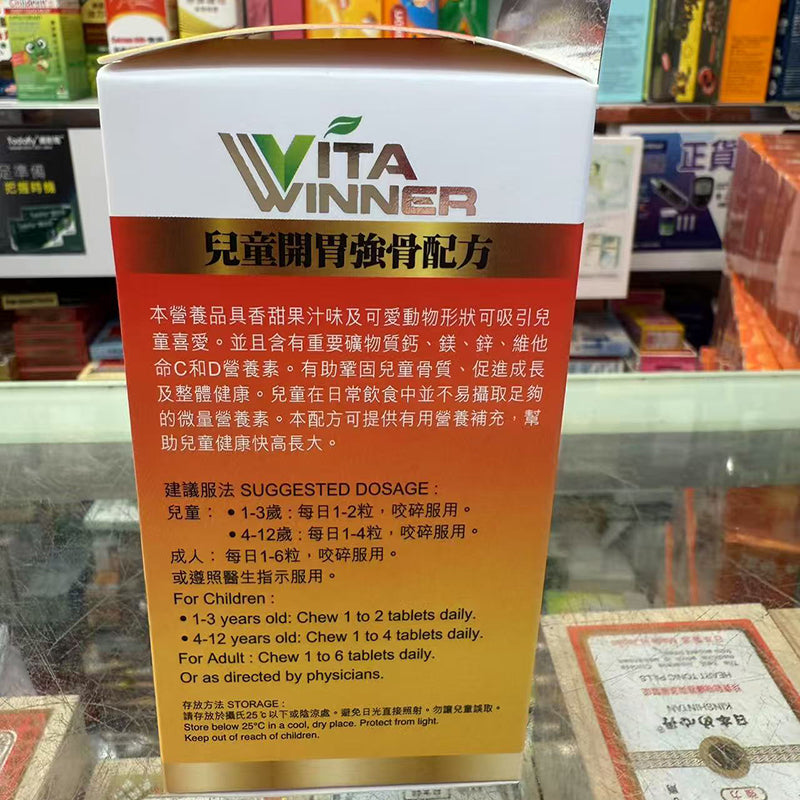 Children's
正貨
足準備
把握時機
VITA
WINNER
兒童開胃強骨配方
本營養品具香甜果汁味及可愛動物形狀可吸引兒
童喜愛。並且含有重要礦物質鈣、鎂、鋅、維他
命C和D營養素。有助鞏固兒童骨質、促進成長
及整體健康。兒童在日常飲食中並不易攝取足夠
的微量營養素。本配方可提供有用營養補充，幫
助兒童健康快高長大。
建議服法 SUGGESTED DOSAGE :
兒童： • 1-3歲 : 每日1-2粒，咬碎服用。
• 4-12歲 : 每日1-4粒，咬碎服用。
成人： 每日1-6粒，咬碎服用。
或遵照醫生指示服用。
For Children :
• 1-3 years old: Chew 1 to 2 tablets daily.
• 4-12 years old: Chew 1 to 4 tablets daily.
For Adult : Chew 1 to 6 tablets daily.
Or as directed by physicians.
存放方法 STORAGE :
請存放於攝氏25℃以下或陰涼處。避免日光直接照射。勿讓兒童誤取。
Store below 25°C in a cool, dry place. Protect from light.
Keep out of reach of children.
HEART TONIC PILLS
KINSHINTAN